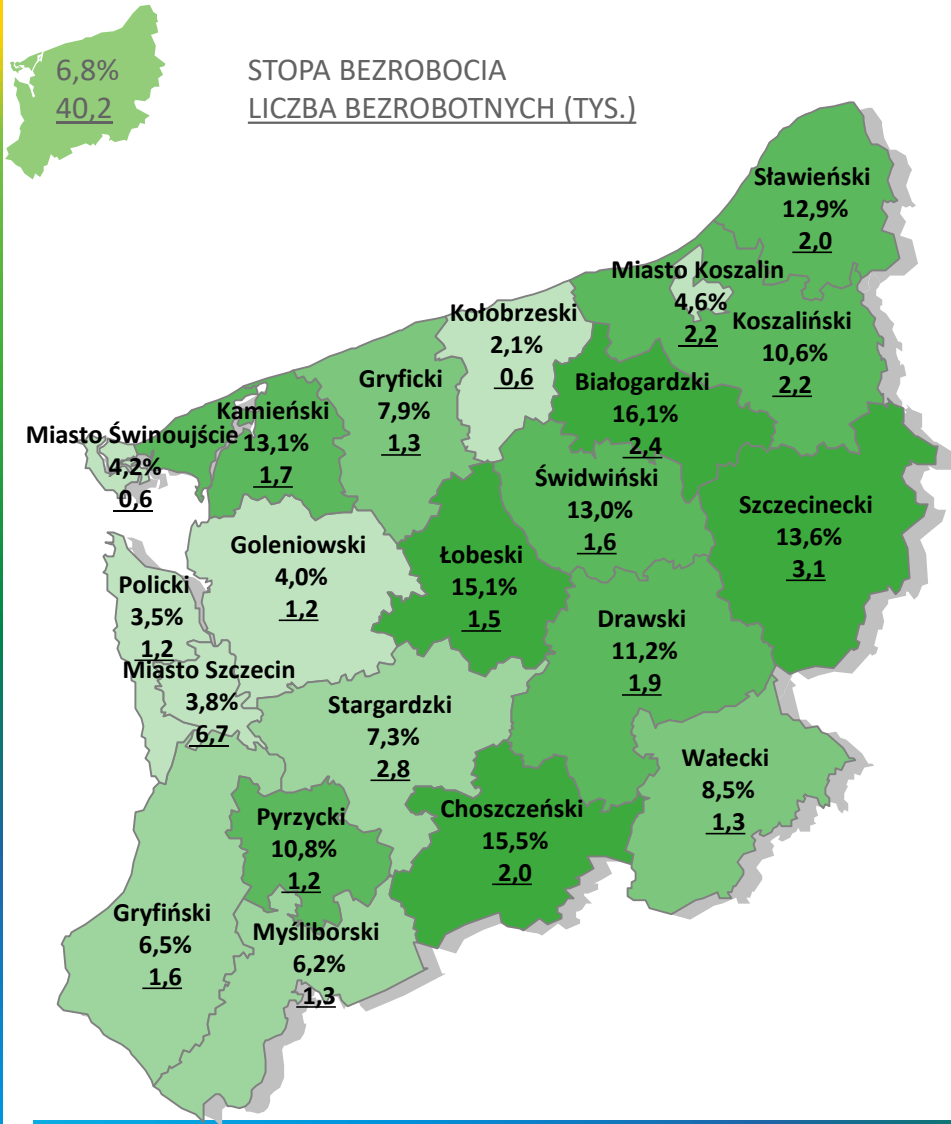 6,8%
40,2
STOPA BEZROBOCIA
LICZBA BEZROBOTNYCH (TYS.)
Sławieński
12,9%
2,0
Miasto Koszalin
4,6%
2,2
Koszaliński
10,6%
2,2
Kołobrzeski
2,1%
0,6
Białogardzki
16,1%
2,4
Gryficki
7,9%
1,3
Kamieński
13,1%
1,7
Miasto Świnoujście
4,2%
0,6
Świdwiński
13,0%
1,6
Szczecinecki
13,6%
3,1
Goleniowski
4,0%
1,2
Łobeski
15,1%
1,5
Policki
3,5%
1,2
Miasto Szczecin
3,8%
6,7
Drawski
11,2%
1,9
Stargardzki
7,3%
2,8
Wałecki
8,5%
1,3
Choszczeński
15,5%
2,0
Pyrzycki
10,8%
1,2
Gryfiński
6,5%
1,6
Myśliborski
6,2%
1,3